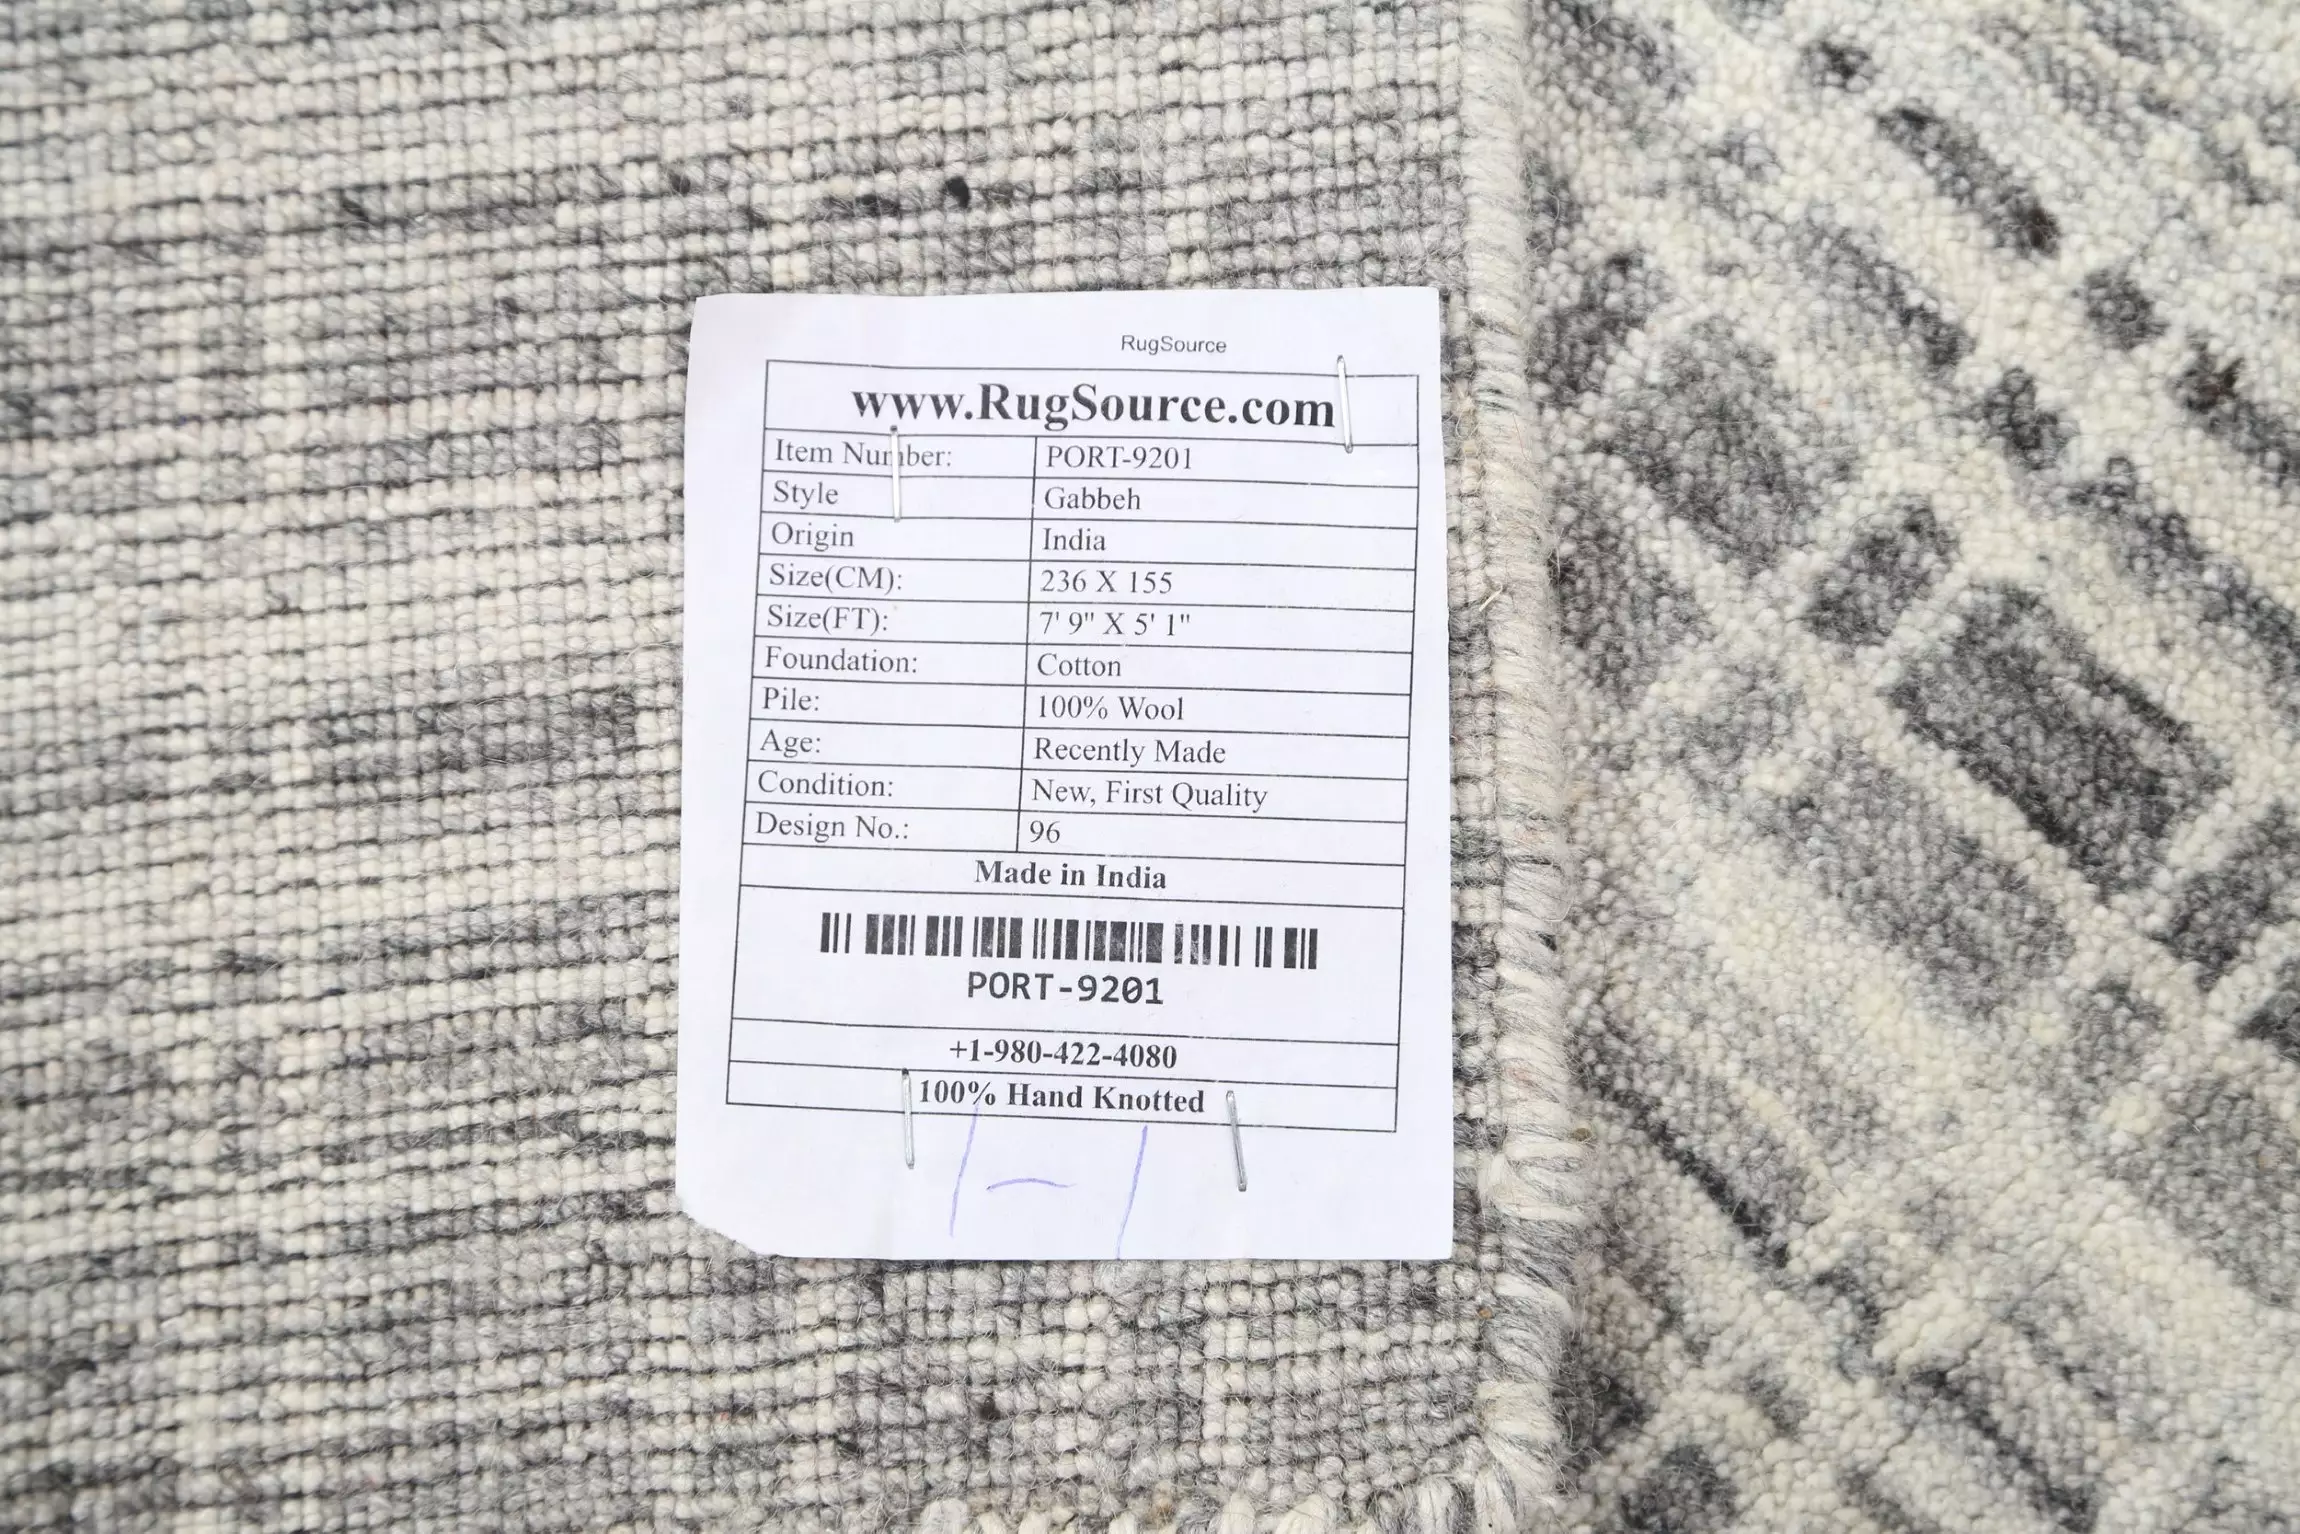 RugSource
www.RugSource.com
Item Number: PORT-9201
Style Gabbeh
Origin India
Size(CM): 236 X 155
Size(FT): 7' 9" X 5' 1"
Foundation: Cotton
Pile: 100% Wool
Age: Recently Made
Condition: New, First Quality
Design No.: 96
Made in India
PORT-9201
+1-980-422-4080
100% Hand Knotted
1-1